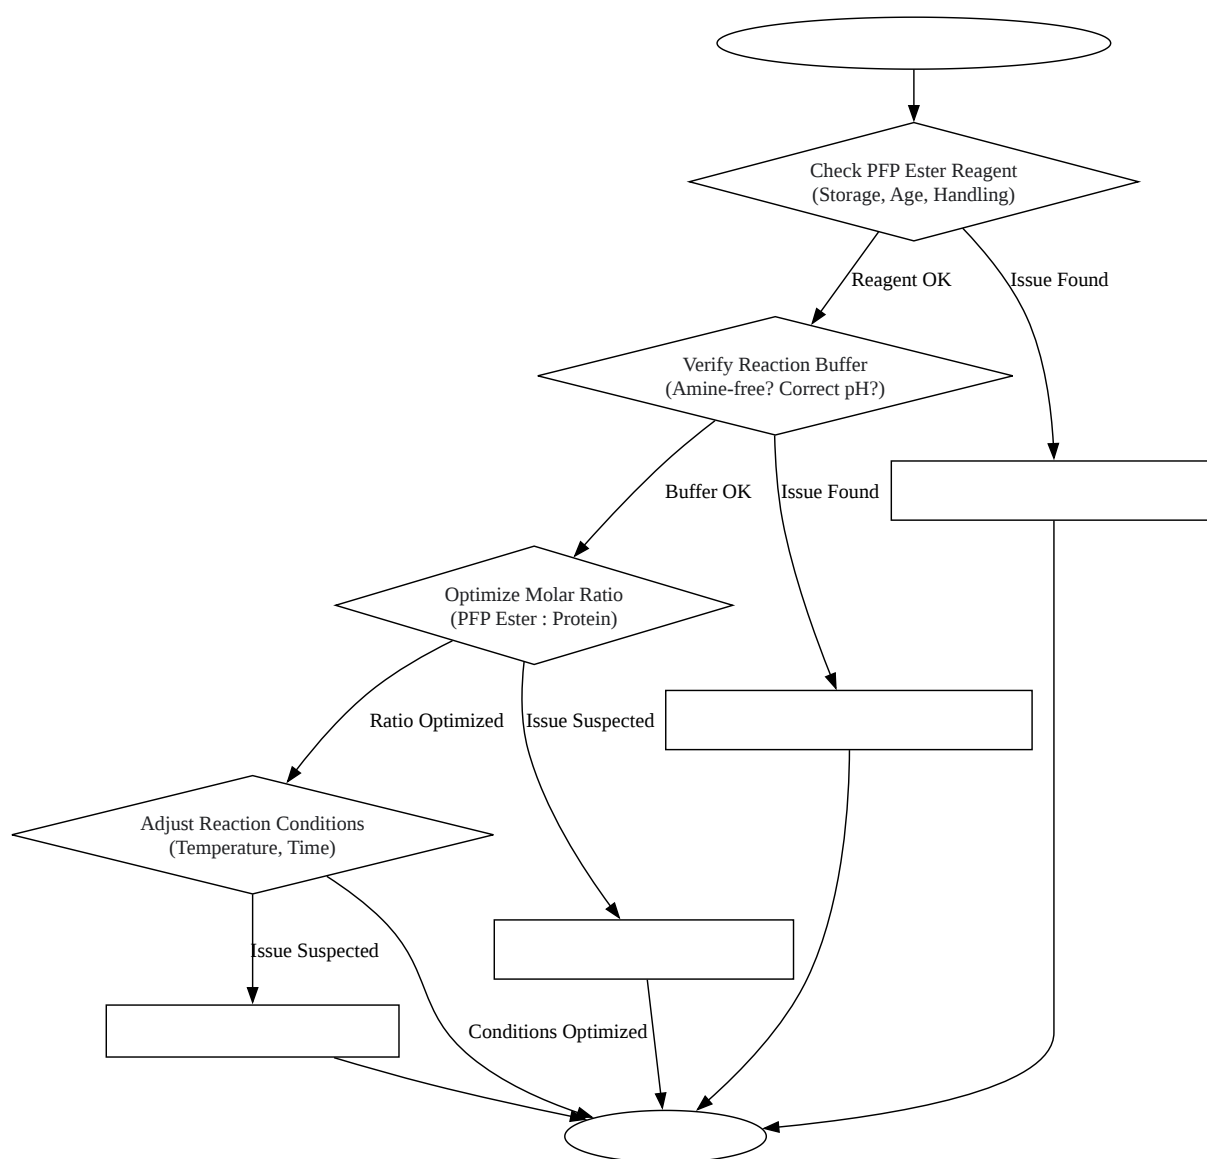 Check PFP Ester Reagent
(Storage, Age, Handling)
Reagent OK
Issue Found
Verify Reaction Buffer
(Amine-free? Correct pH?)
Buffer OK
Issue Found
Optimize Molar Ratio
(PFP Ester : Protein)
Ratio Optimized
Issue Suspected
Adjust Reaction Conditions
(Temperature, Time)
Issue Suspected
Conditions Optimized